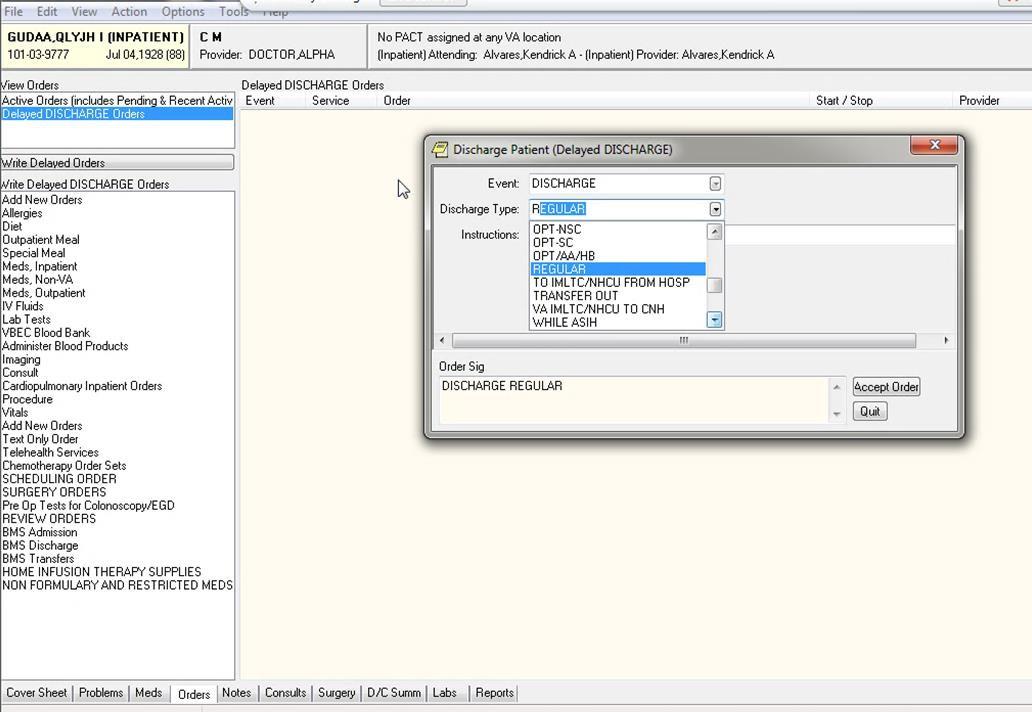 File Edit View Action Options Tools Help
GUDAA,QLYJH I (INPATIENT)
101-03-9777 Jul 04,1928 (88)
C M
Provider: DOCTOR,ALPHA
No PACT assigned at any VA location
(Inpatient) Attending: Alvares,Kendrick A - (Inpatient) Provider: Alvares,Kendrick A
View Orders
Active Orders (includes Pending & Recent Activ
Delayed DISCHARGE Orders
Write Delayed Orders
Write Delayed DISCHARGE Orders
Add New Orders
Allergies
Diet
Outpatient Meal
Special Meal
Meds, Inpatient
Meds, Non-VA
Meds, Outpatient
IV Fluids
Lab Tests
VBEC Blood Bank
Administer Blood Products
Imaging
Consult
Cardiopulmonary Inpatient Orders
Procedure
Vitals
Add New Orders
Text Only Order
Telehealth Services
Chemotherapy Order Sets
SCHEDULING ORDER
SURGERY ORDERS
Pre Op Tests for Colonoscopy/EGD
REVIEW ORDERS
BMS Admission
BMS Discharge
BMS Transfers
HOME INFUSION THERAPY SUPPLIES
NON FORMULARY AND RESTRICTED MEDS
Delayed DISCHARGE Orders
Event Service Order Start / Stop Provider
Discharge Patient (Delayed DISCHARGE)
Event: DISCHARGE
Discharge Type: REGULAR
Instructions:
OPT-NSC
OPT-SC
OPT/AA/HB
REGULAR
TO IMLTC/NHCU FROM HOSP
TRANSFER OUT
VA IMLTC/NHCU TO CNH
WHILE ASIH
Order Sig
DISCHARGE REGULAR
Accept Order
Quit
Cover Sheet Problems Meds Orders Notes Consults Surgery D/C Summ Labs Reports